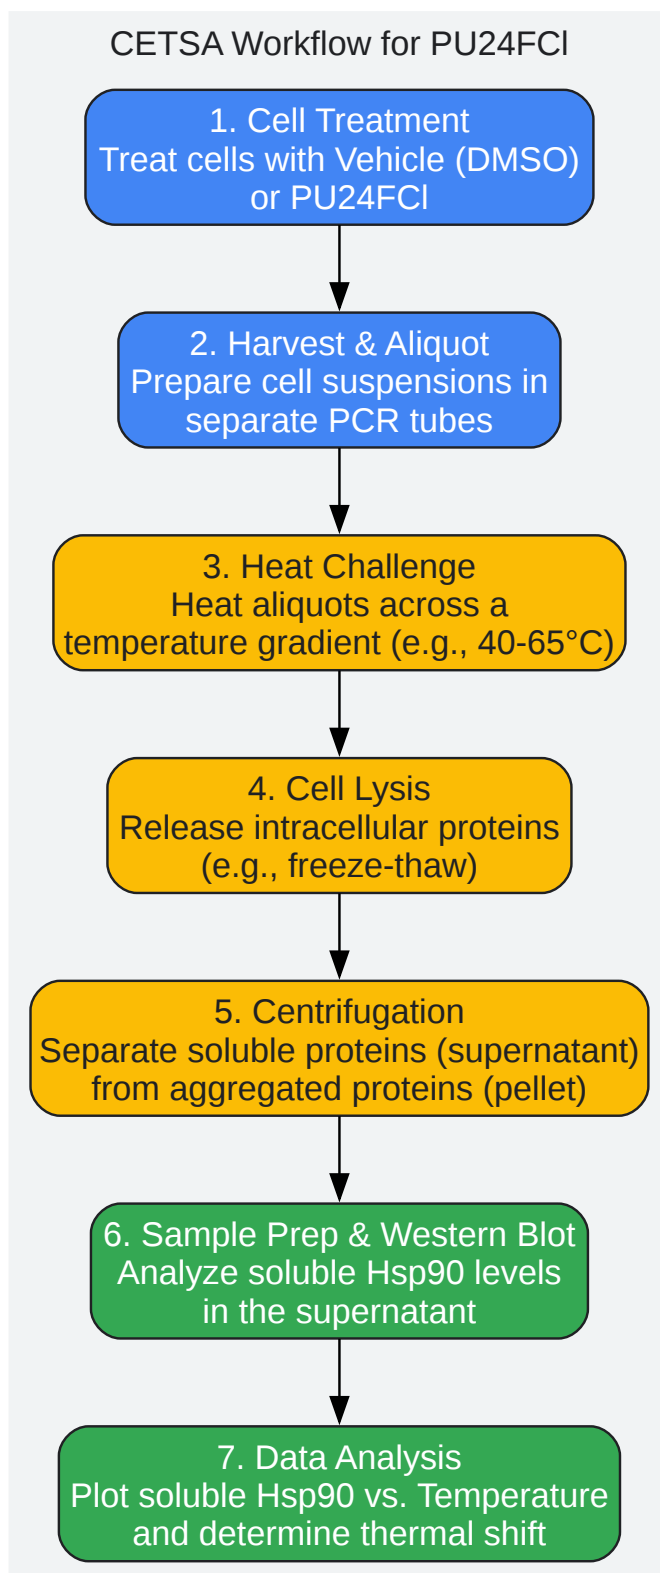 CETSA Workflow for PU24FCl
1. Cell Treatment
Treat cells with Vehicle (DMSO)
or PU24FCl
2. Harvest & Aliquot
Prepare cell suspensions in
separate PCR tubes
3. Heat Challenge
Heat aliquots across a
temperature gradient (e.g., 40-65°C)
4. Cell Lysis
Release intracellular proteins
(e.g., freeze-thaw)
5. Centrifugation
Separate soluble proteins (supernatant)
from aggregated proteins (pellet)
6. Sample Prep & Western Blot
Analyze soluble Hsp90 levels
in the supernatant
7. Data Analysis
Plot soluble Hsp90 vs. Temperature
and determine thermal shift